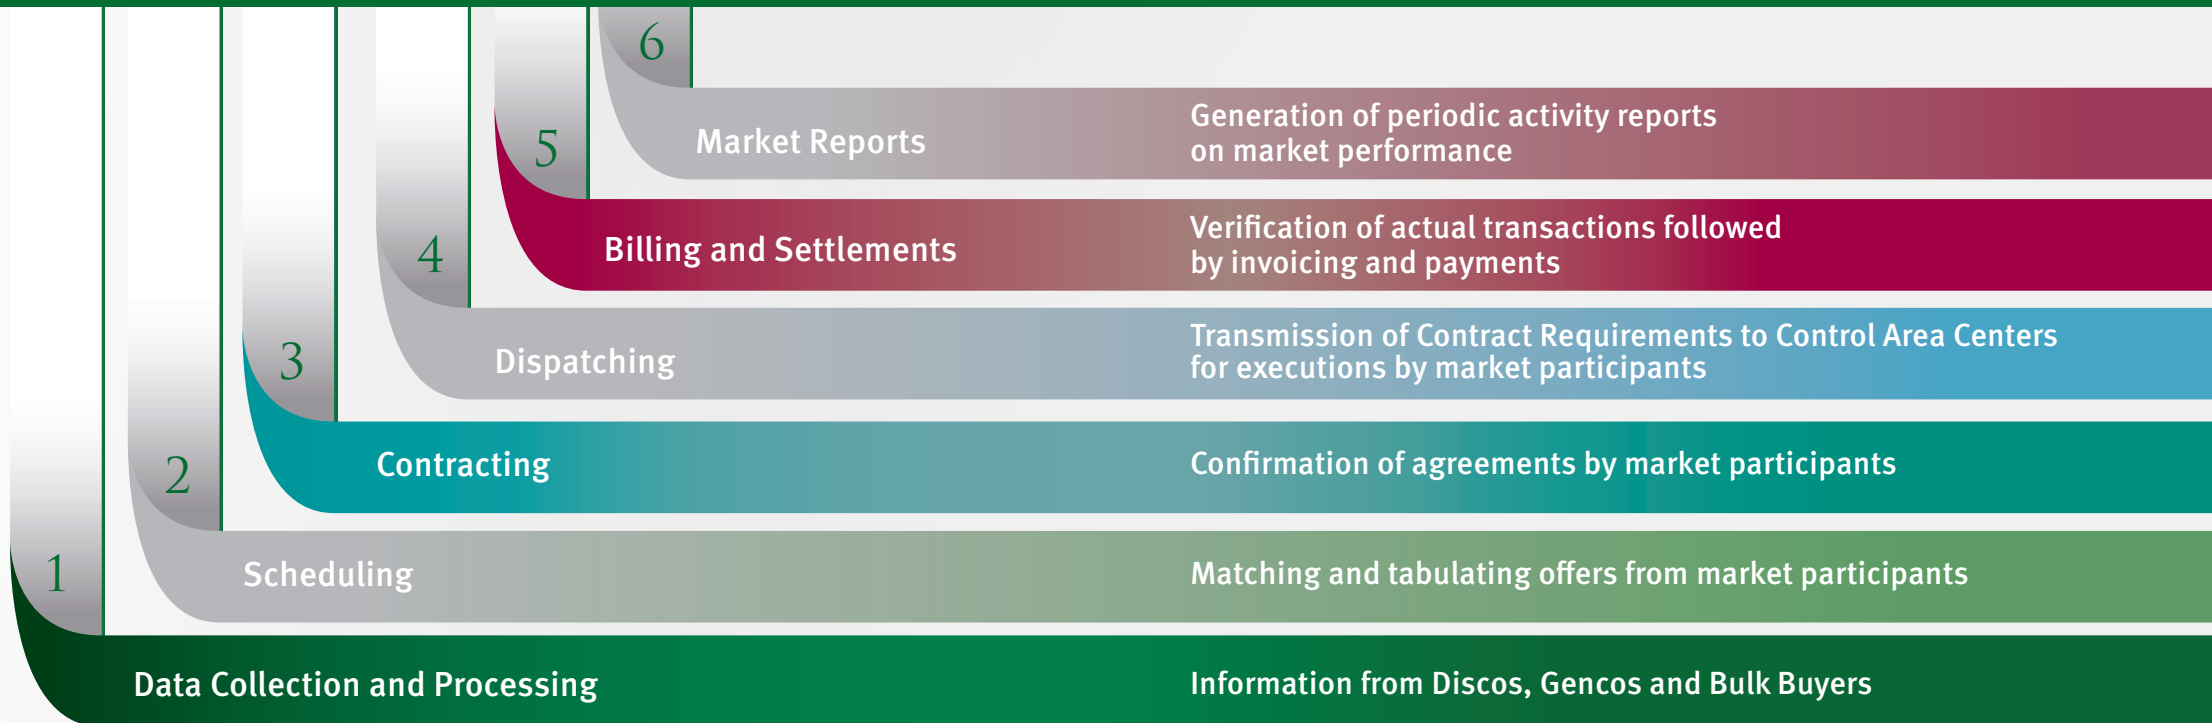 6
Market Reports
Generation of periodic activity reports
on market performance
5
Billing and Settlements
Verification of actual transactions followed
by invoicing and payments
4
Dispatching
Transmission of Contract Requirements to Control Area Centers
for executions by market participants
3
Contracting
Confirmation of agreements by market participants
2
Scheduling
Matching and tabulating offers from market participants
1
Data Collection and Processing
Information from Discos, Gencos and Bulk Buyers